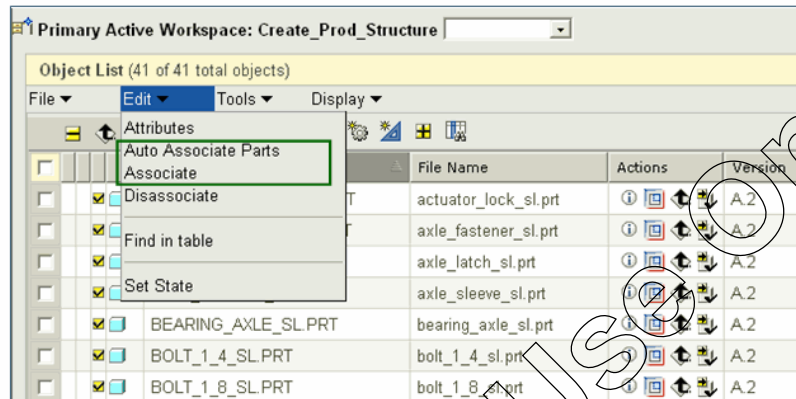 Primary Active Workspace: Create_Prod_Structure
Object List (41 of 41 total objects)
File Edit Tools Display
Attributes
Auto Associate Parts
Associate
Disassociate
Find in table
Set State
File Name Actions Version
T actuator_lock_sl.prt A.2
T axle_fastener_sl.prt A.2
axle_latch_sl.prt A.2
axle_sleeve_sl.prt A.2
BEARING_AXLE_SL.PRT bearing_axle_sl.prt A.2
BOLT_1_4_SL.PRT bolt_1_4_sl.prt A.2
BOLT_1_8_SL.PRT bolt_1_8_sl.prt A.2
Use on